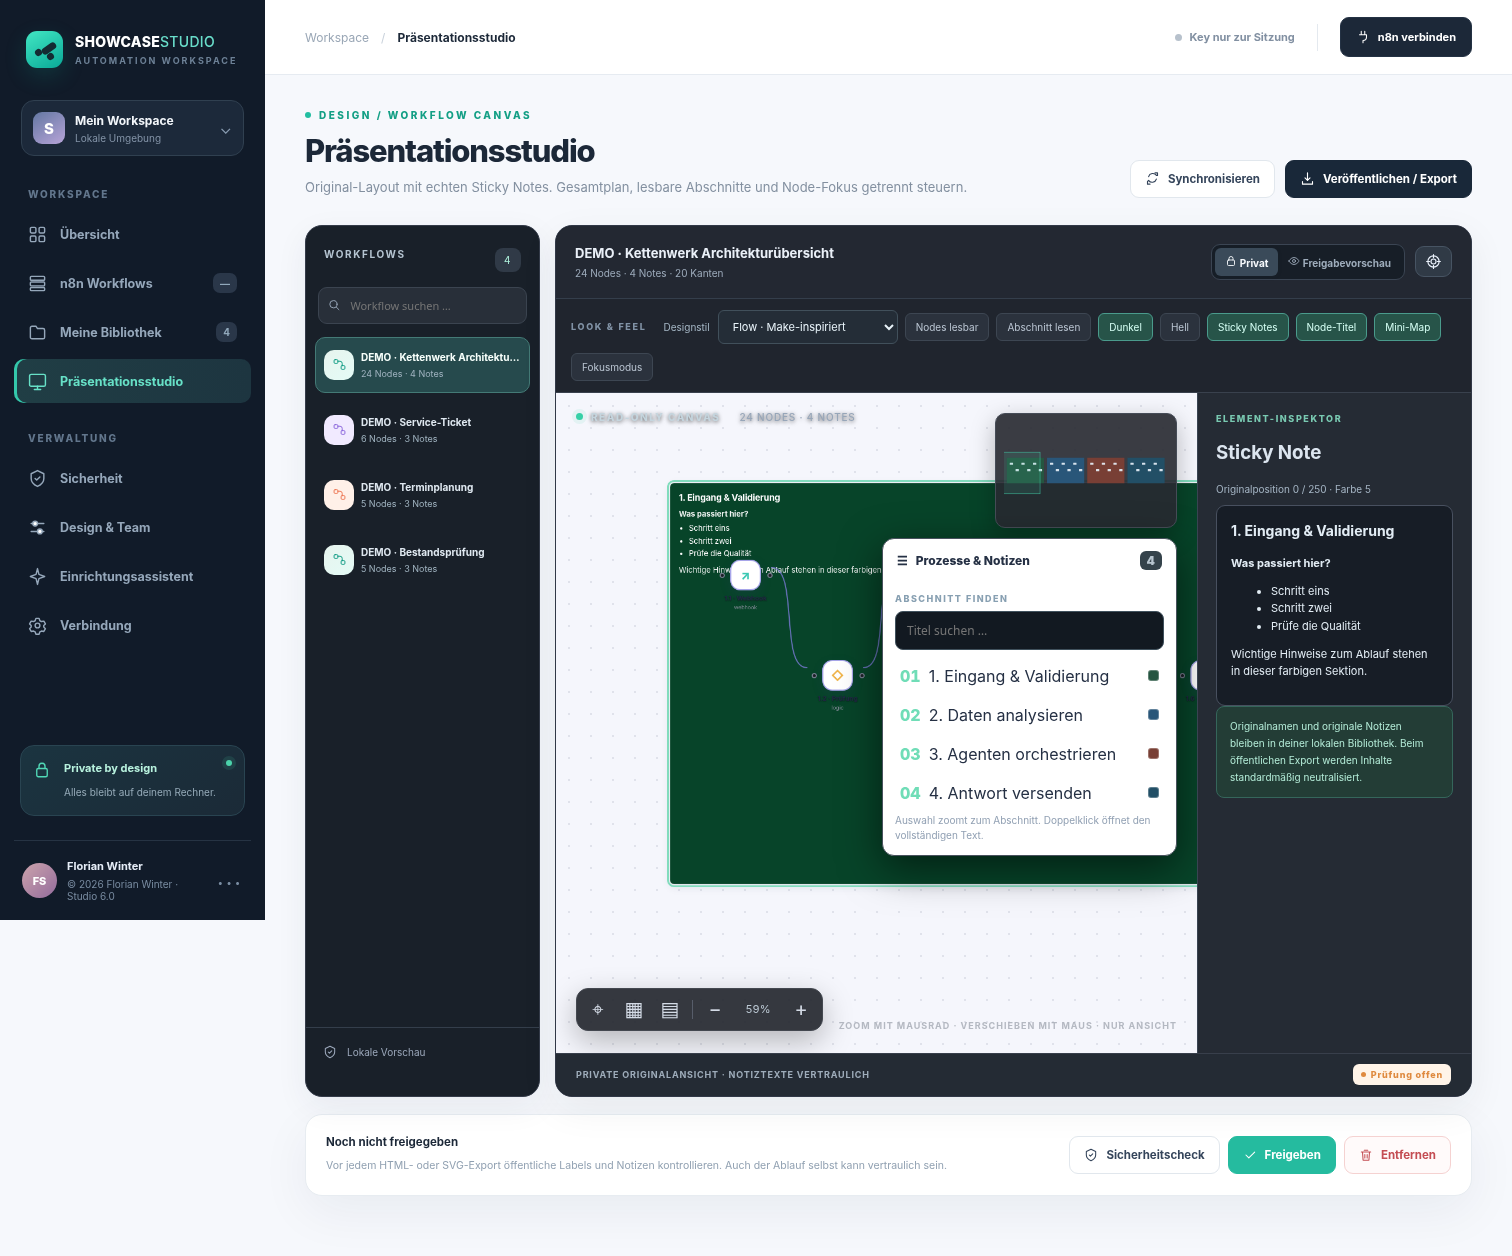 SHOWCASESTUDIO
AUTOMATION WORKSPACE
S
Mein Workspace
Lokale Umgebung
WORKSPACE
Übersicht
n8n Workflows
—
Meine Bibliothek
4
Präsentationsstudio
VERWALTUNG
Sicherheit
Design & Team
Einrichtungsassistent
Verbindung
Private by design
Alles bleibt auf deinem Rechner.
FS
Florian Winter
© 2026 Florian Winter ·
Studio 6.0
Workspace / Präsentationsstudio
Key nur zur Sitzung
n8n verbinden
DESIGN / WORKFLOW CANVAS
Präsentationsstudio
Original-Layout mit echten Sticky Notes. Gesamtplan, lesbare Abschnitte und Node-Fokus getrennt steuern.
Synchronisieren
Veröffentlichen / Export
WORKFLOWS
4
Workflow suchen ...
DEMO · Kettenwerk Architektu...
24 Nodes · 4 Notes
DEMO · Service-Ticket
6 Nodes · 3 Notes
DEMO · Terminplanung
5 Nodes · 3 Notes
DEMO · Bestandsprüfung
5 Nodes · 3 Notes
Lokale Vorschau
DEMO · Kettenwerk Architekturübersicht
24 Nodes · 4 Notes · 20 Kanten
Privat
Freigabevorschau
LOOK & FEEL
Designstil
Flow · Make-inspiriert
Nodes lesbar
Abschnitt lesen
Dunkel
Hell
Sticky Notes
Node-Titel
Mini-Map
Fokusmodus
READ-ONLY CANVAS
24 NODES · 4 NOTES
1. Eingang & Validierung
Was passiert hier?
• Schritt eins
• Schritt zwei
• Prüfe die Qualität
Wichtige Ablauf stehen in dieser farbigen
webhook
logic
☰ Prozesse & Notizen
4
ABSCHNITT FINDEN
Titel suchen ...
01 1. Eingang & Validierung
02 2. Daten analysieren
03 3. Agenten orchestrieren
04 4. Antwort versenden
Auswahl zoomt zum Abschnitt. Doppelklick öffnet den
vollständigen Text.
− 59% +
ZOOM MIT MAUSRAD · VERSCHIEBEN MIT MAUS · NUR ANSICHT
ELEMENT-INSPEKTOR
Sticky Note
Originalposition 0 / 250 · Farbe 5
1. Eingang & Validierung
Was passiert hier?
• Schritt eins
• Schritt zwei
• Prüfe die Qualität
Wichtige Hinweise zum Ablauf stehen
in dieser farbigen Sektion.
Originalnamen und originale Notizen
bleiben in deiner lokalen Bibliothek. Beim
öffentlichen Export werden Inhalte
standardmäßig neutralisiert.
PRIVATE ORIGINALANSICHT · NOTIZTEXTE VERTRAULICH
Prüfung offen
Noch nicht freigegeben
Vor jedem HTML- oder SVG-Export öffentliche Labels und Notizen kontrollieren. Auch der Ablauf selbst kann vertraulich sein.
Sicherheitscheck
Freigeben
Entfernen